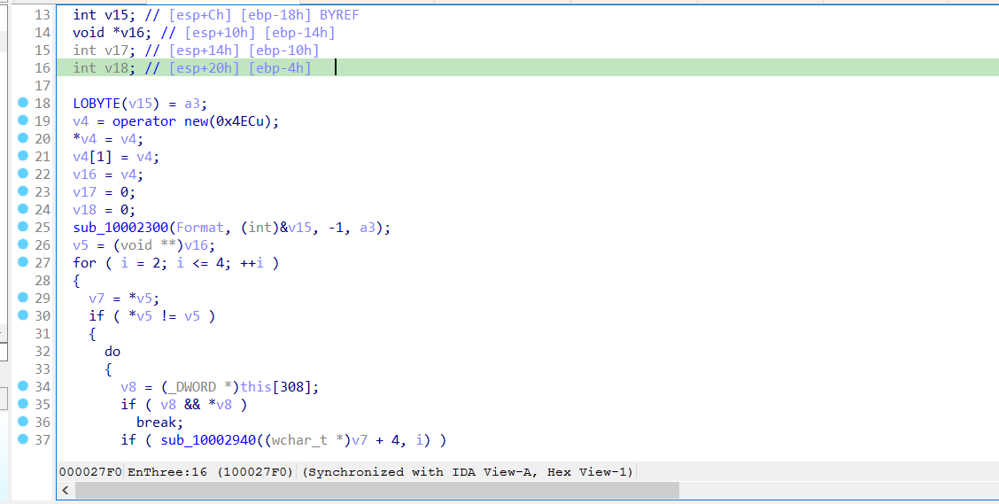 13 int v15; // [esp+Ch] [ebp-18h] BYREF
14 void *v16; // [esp+10h] [ebp-14h]
15 int v17; // [esp+14h] [ebp-10h]
16 int v18; // [esp+20h] [ebp-4h]
17
18 LOBYTE(v15) = a3;
19 v4 = operator new(0x4ECu);
20 *v4 = v4;
21 v4[1] = v4;
22 v16 = v4;
23 v17 = 0;
24 v18 = 0;
25 sub_10002300(Format, (int)&v15, -1, a3);
26 v5 = (void **)v16;
27 for ( i = 2; i <= 4; ++i )
28 {
29 v7 = *v5;
30 if ( *v5 != v5 )
31 {
32 do
33 {
34 v8 = (_DWORD *)this[308];
35 if ( v8 && *v8 )
36 break;
37 if ( sub_10002940((wchar_t *)v7 + 4, i) )
000027F0 EnThree:16 (100027F0) (Synchronized with IDA View-A, Hex View-1)